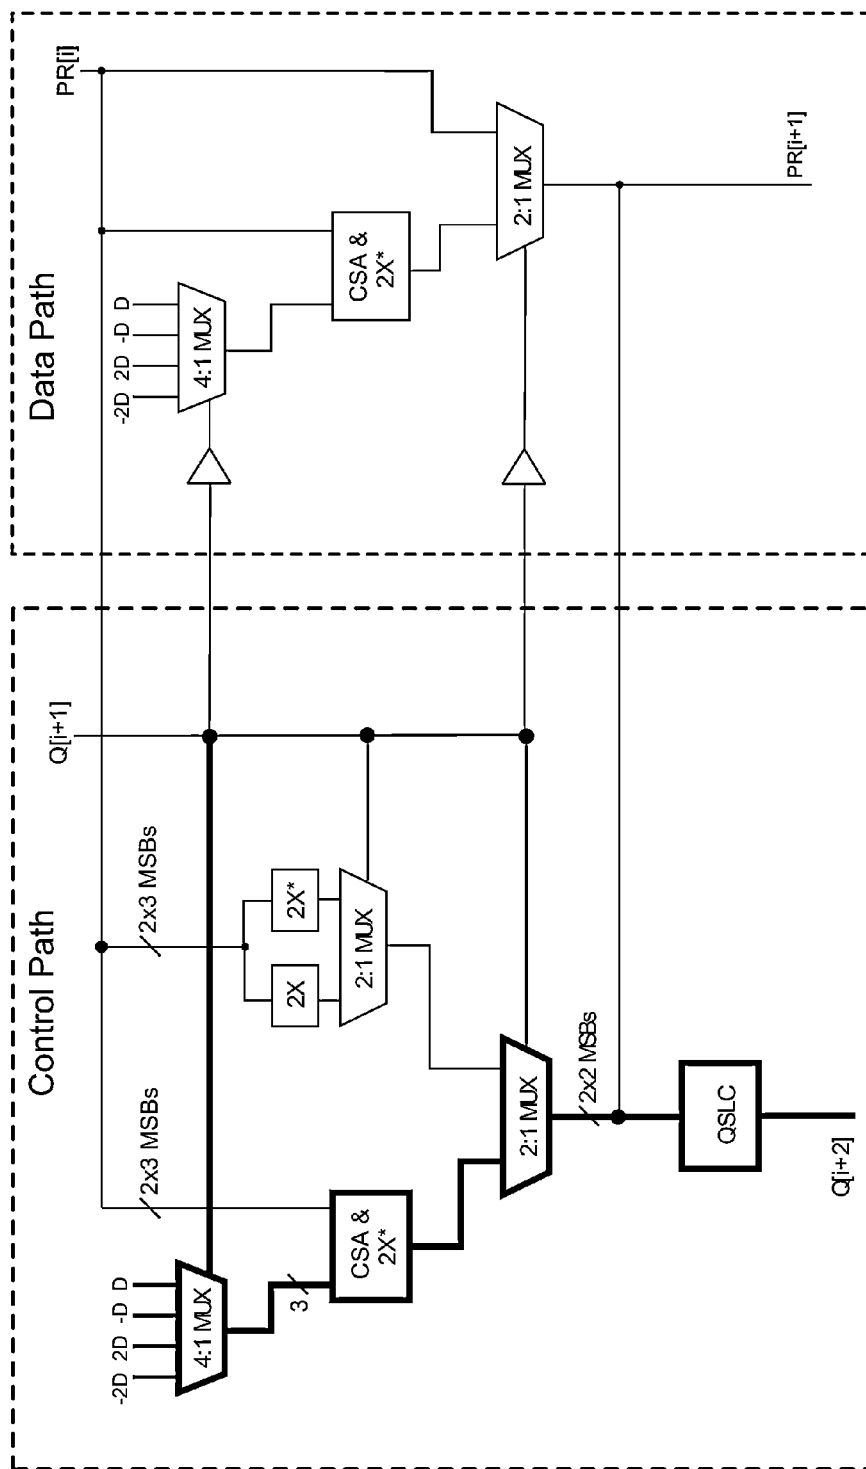 Control Path
Data Path
-2D
2D
-D
D
4:1 MUX
2x3 MSBs
3
CSA &
2X*
2x3 MSBs
2X
2X*
2:1 MUX
Q[i+1]
2:1 MUX
2x2 MSBs
QSLC
Q[i+2]
-2D
2D
-D
D
4:1 MUX
CSA &
2X*
PR[i]
2:1 MUX
PR[i+1]